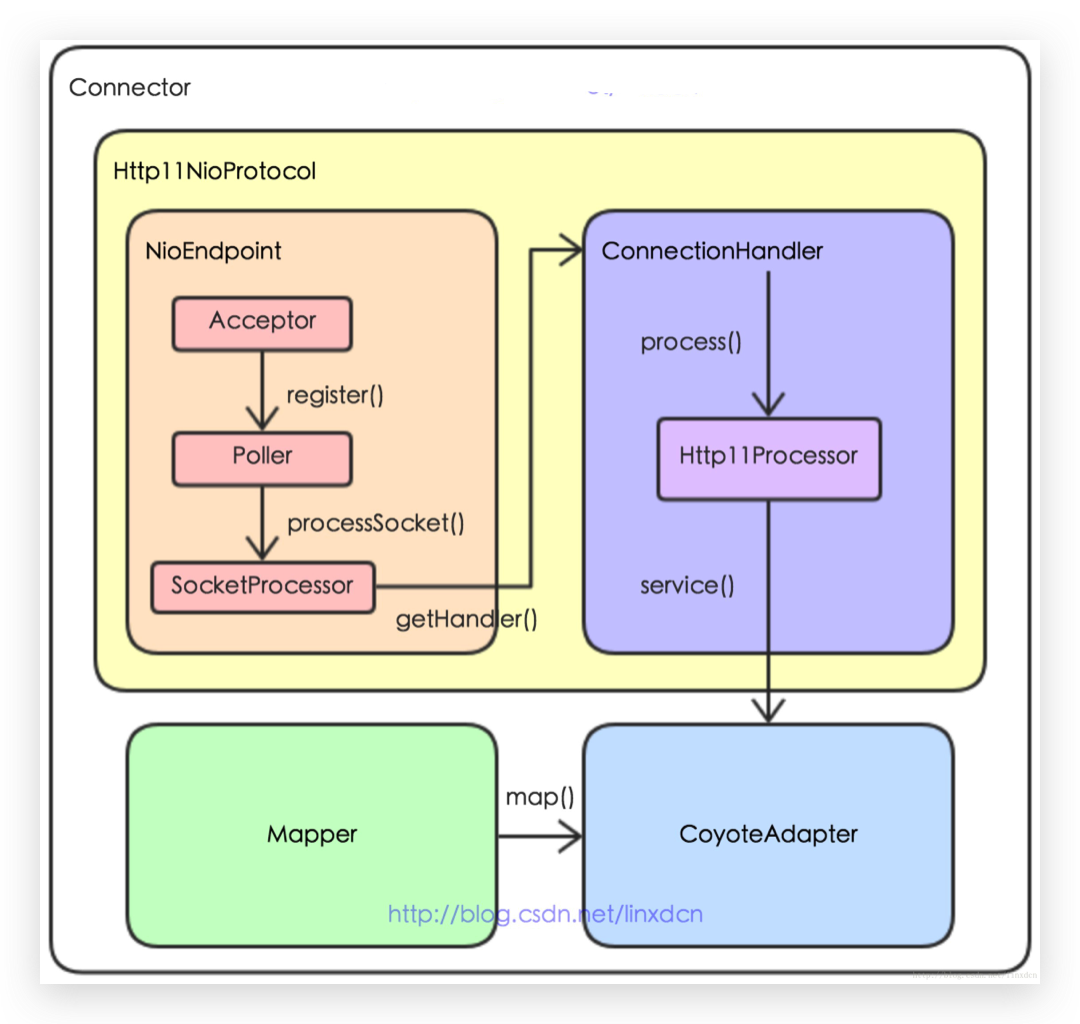 Connector
Http11NioProtocol
NioEndpoint
ConnectionHandler
Acceptor
process()
register()
Poller
Http11Processor
processSocket()
SocketProcessor
service()
getHandler()
map()
Mapper
CoyoteAdapter
http://blog.csdn.net/linxdcn